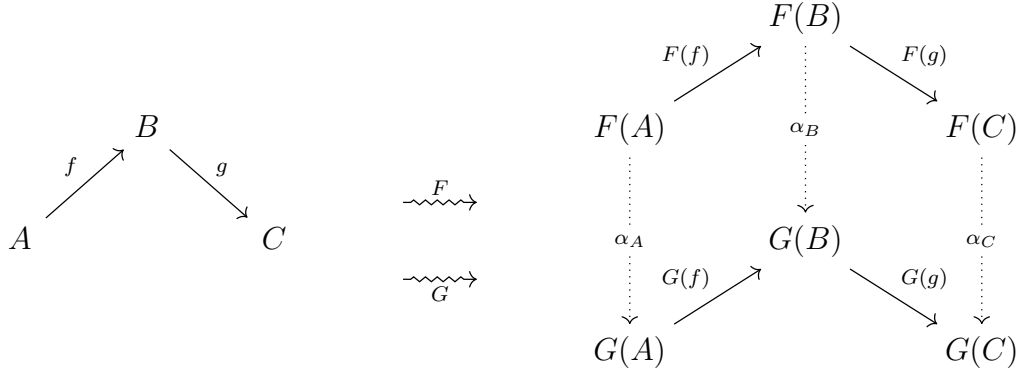 F(B)
F(f) F(g)
B F(A) α_B F(C)
f g
F
A α_A G(B) α_C
C
G(f) G(g)
G
G(A) G(C)